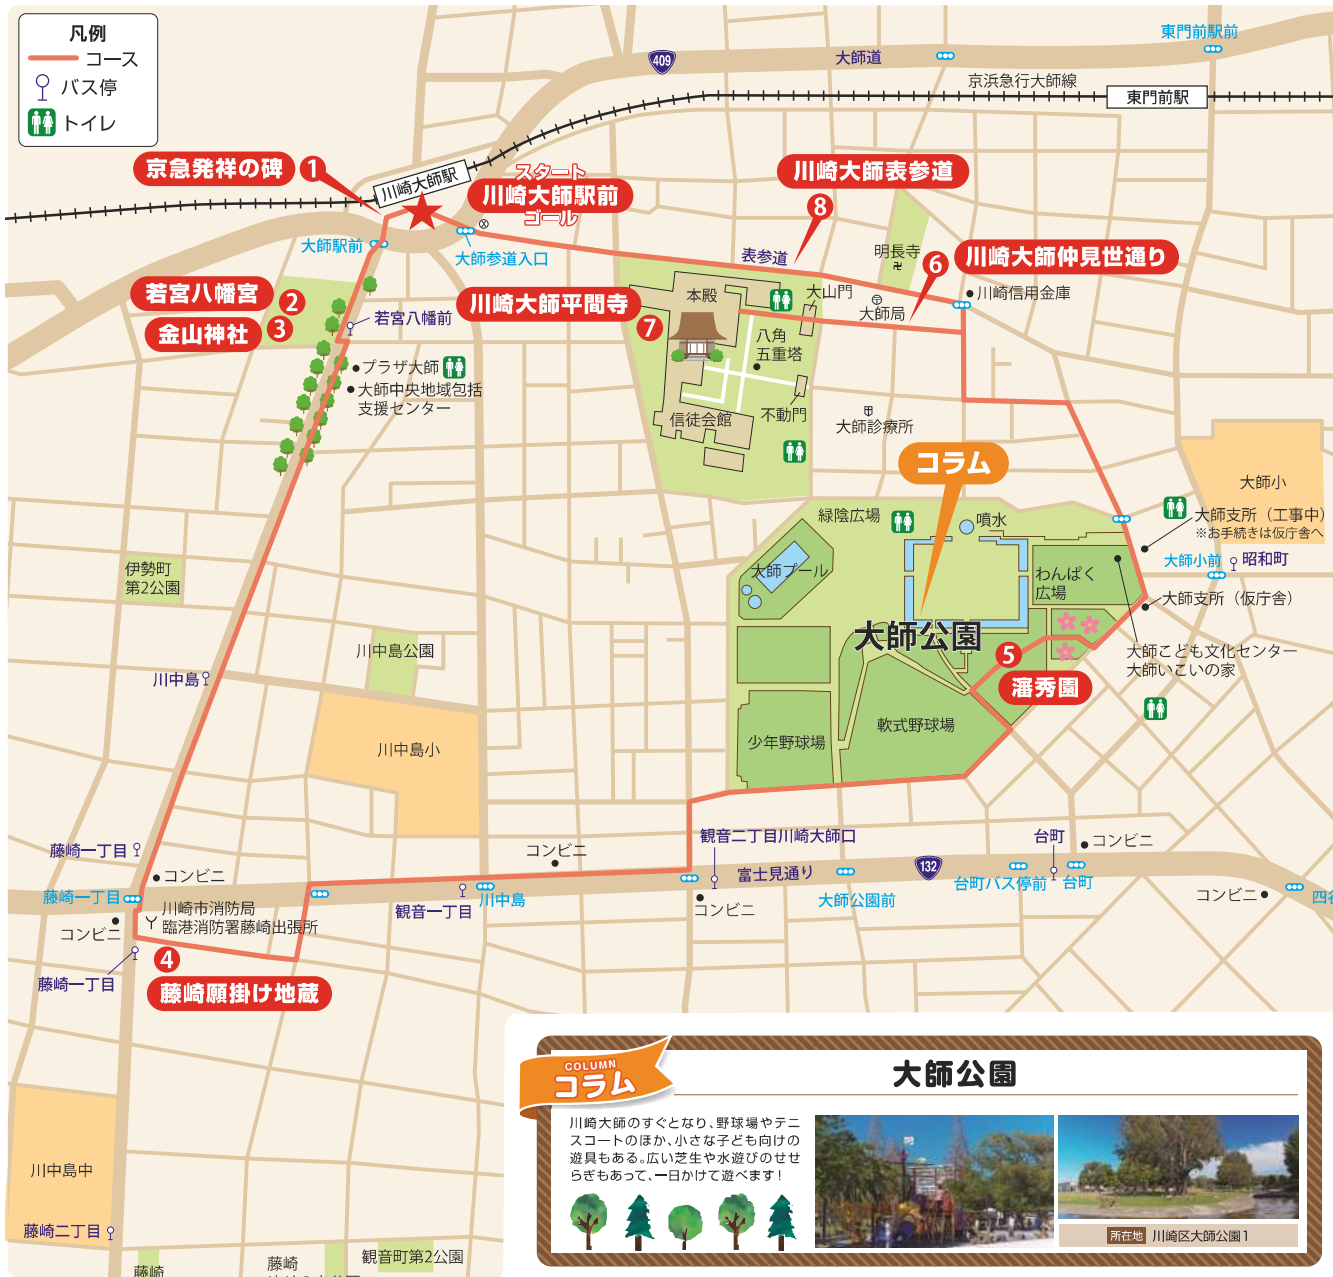 凡例
コース
バス停
トイレ
409
大師道
東門前駅前
京浜急行大師線
東門前駅
京急発祥の碑
1
川崎大師駅
スタート
川崎大師駅前
ゴール
川崎大師表参道
8
大師駅前
大師参道入口
表参道
明長寺
6
川崎大師仲見世通り
若宮八幡宮
2
金山神社
3
若宮八幡前
川崎大師平間寺
7
本殿
大山門
大師局
川崎信用金庫
八角
五重塔
プラザ大師
大師中央地域包括
支援センター
信徒会館
不動門
大師診療所
コラム
大師小
緑陰広場
噴水
大師支所（工事中）
※お手続きは仮庁舎へ
大師小前
昭和町
伊勢町
第2公園
大師プール
わんぱく
広場
大師支所（仮庁舎）
大師公園
川中島公園
5
大師こども文化センター
大師いこいの家
川中島
瀋秀園
川中島小
少年野球場
軟式野球場
藤崎一丁目
コンビニ
コンビニ
観音二丁目川崎大師口
台町
コンビニ
富士見通り
132
藤崎一丁目
川崎市消防局
臨港消防署藤崎出張所
コンビニ
観音一丁目
川中島
コンビニ
大師公園前
台町バス停前
台町
コンビニ
藤崎一丁目
4
藤崎願掛け地蔵
COLUMN
コラム
大師公園
川崎大師のすぐとなり、野球場やテニ
スコートのほか、小さな子ども向けの
遊具もある。広い芝生や水遊びのせせ
らぎもあって、一日かけて遊べます！
所在地
川崎区大師公園1
川中島中
藤崎二丁目
観音町第2公園
藤崎
藤崎